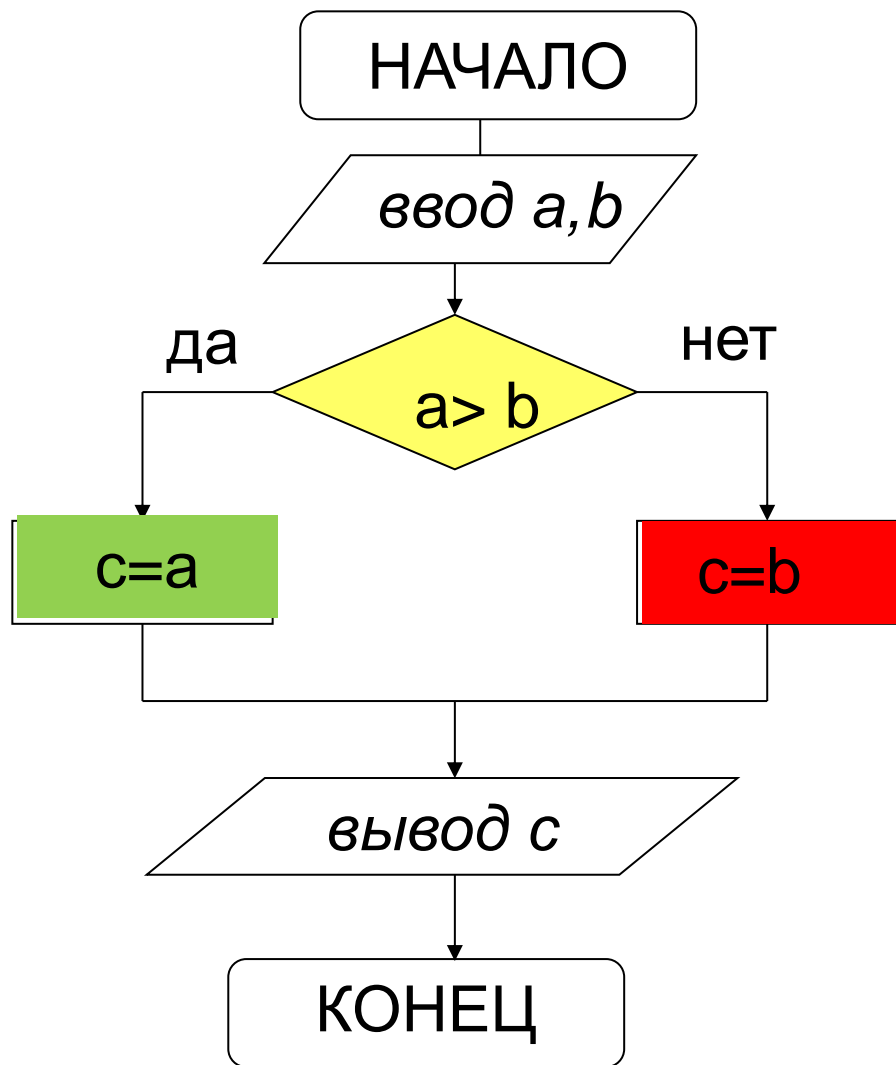 НАЧАЛО
ввод a,b
да
нет
a> b
c=a
c=b
вывод c
КОНЕЦ